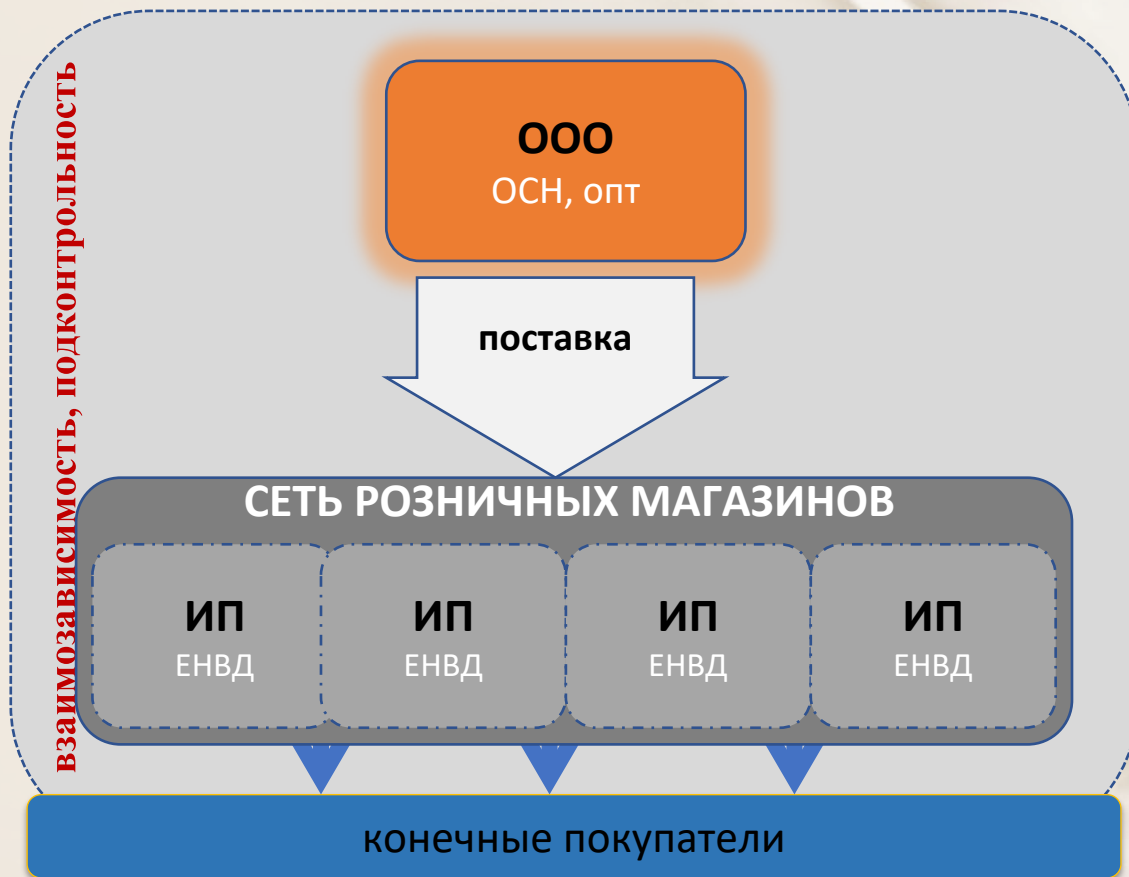 взаимозависимость, подконтрольность
ООО
ОСН, опт
поставка
СЕТЬ РОЗНИЧНЫХ МАГАЗИНОВ
ИП
ЕНВД
ИП
ЕНВД
ИП
ЕНВД
ИП
ЕНВД
конечные покупатели